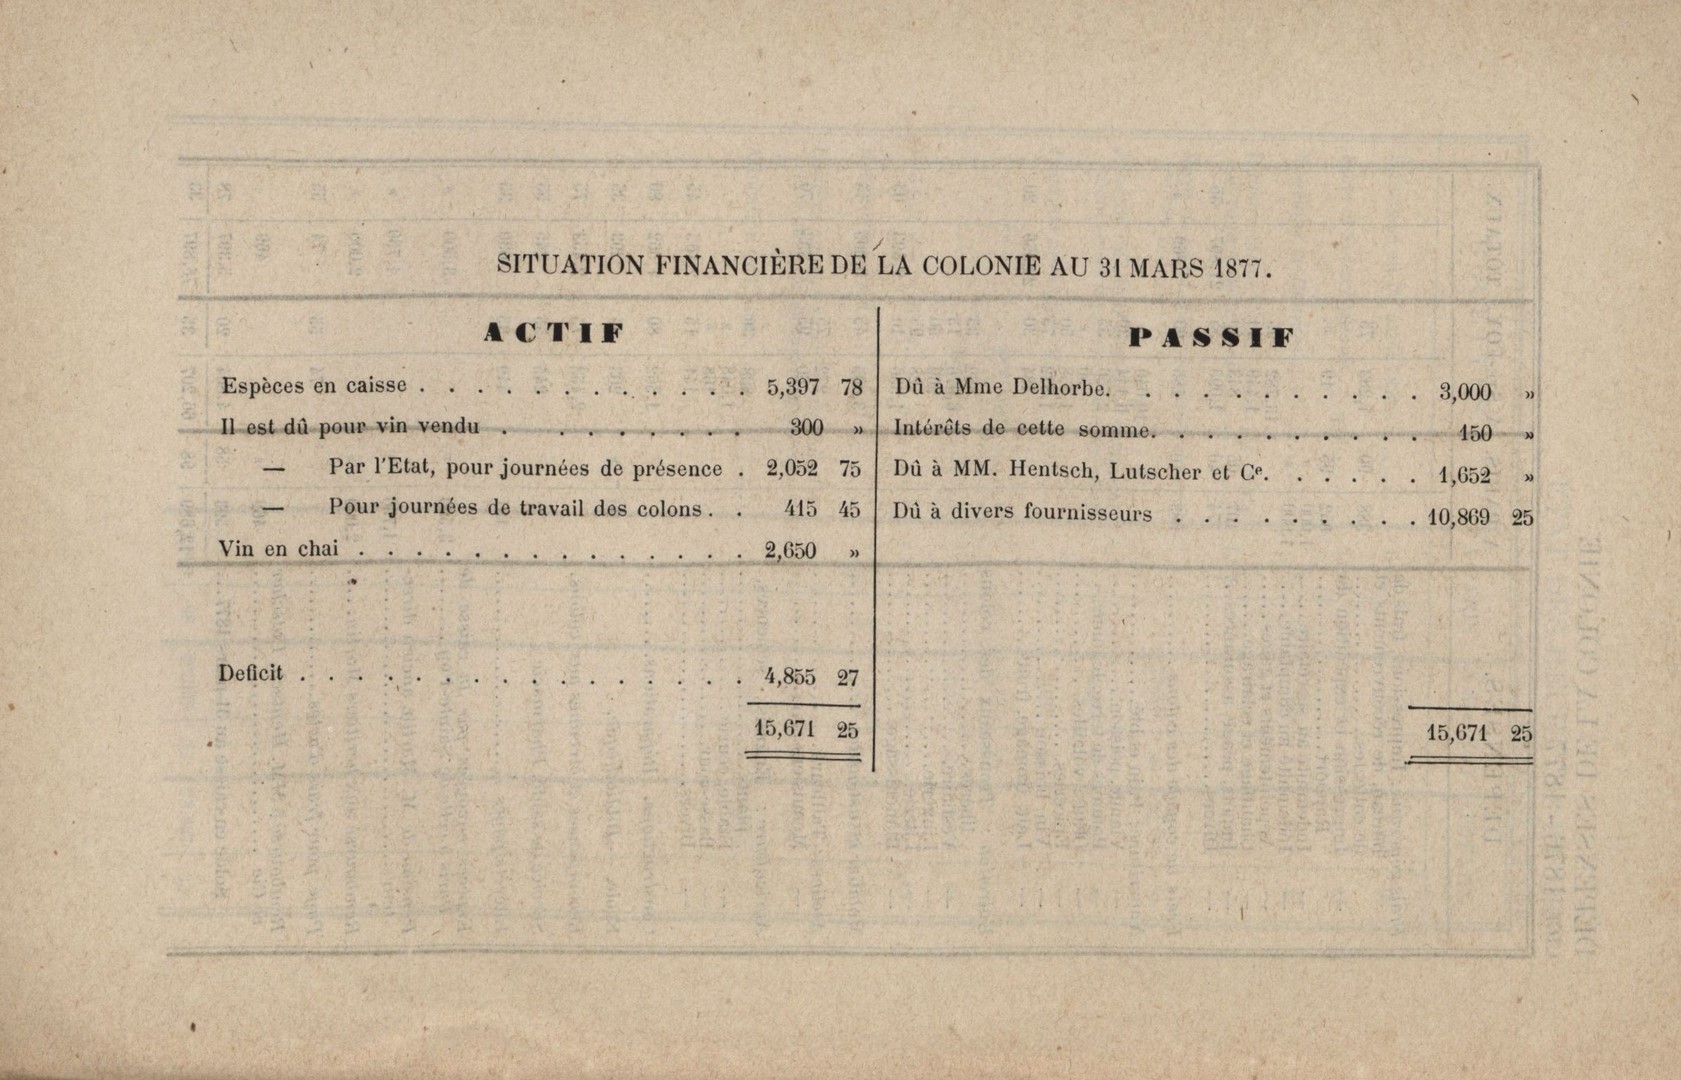 SITUATION FINANCIÈRE DE LA COLONIE AU 31 MARS 1877.
ACTIF
Espèces en caisse . . . . . . . . . . . . 5,397 78
Il est dû pour vin vendu . . . . . . . . 300 »
— Par l'Etat, pour journées de présence . 2,052 75
— Pour journées de travail des colons . . 415 45
Vin en chai . . . . . . . . . . . . . . 2,650 »
Deficit . . . . . . . . . . . . . . . . 4,855 27
15,671 25
PASSIF
Dû à Mme Delhorbe. . . . . . . . . . . 3,000 »
Intérêts de cette somme. . . . . . . . . . 150 »
Dû à MM. Hentsch, Lutscher et Ce. . . . . . 1,652 »
Dû à divers fournisseurs . . . . . . . . . 10,869 25
15,671 25